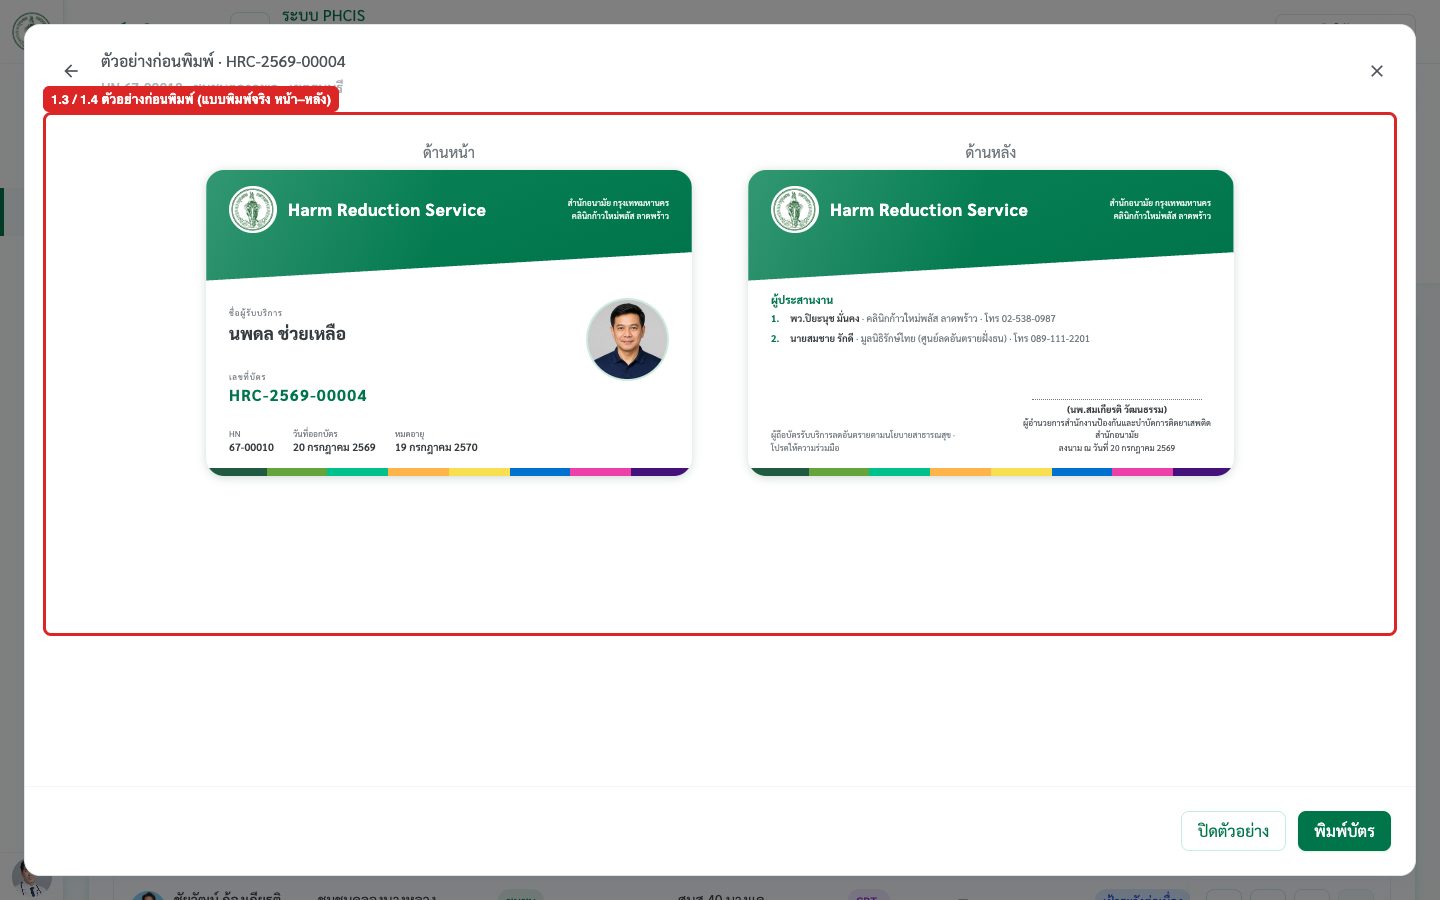 ระบบ PHCIS
ตัวอย่างก่อนพิมพ์ · HRC-2569-00004
1.3 / 1.4 ตัวอย่างก่อนพิมพ์ (แบบพิมพ์จริง หน้า–หลัง)
ด้านหน้า
Harm Reduction Service
สำนักอนามัย กรุงเทพมหานคร
คลินิกก้าวใหม่พลัส ลาดพร้าว
ชื่อผู้รับบริการ
นพดล ช่วยเหลือ
เลขที่บัตร
HRC-2569-00004
HN วันที่ออกบัตร หมดอายุ
67-00010 20 กรกฎาคม 2569 19 กรกฎาคม 2570
ด้านหลัง
Harm Reduction Service
สำนักอนามัย กรุงเทพมหานคร
คลินิกก้าวใหม่พลัส ลาดพร้าว
ผู้ประสานงาน
1. พว.ปิยะนุช มั่นคง · คลินิกก้าวใหม่พลัส ลาดพร้าว · โทร 02-538-0987
2. นายสมชาย รักดี · มูลนิธิรักษ์ไทย (ศูนย์ลดอันตรายฝั่งธน) · โทร 089-111-2201
ผู้ถือบัตรรับบริการลดอันตรายตามนโยบายสาธารณสุข ·
โปรดให้ความร่วมมือ
(นพ.สมเกียรติ วัฒนธรรม)
ผู้อำนวยการสำนักงานป้องกันและบำบัดการติดยาเสพติด
สำนักอนามัย
ลงนาม ณ วันที่ 20 กรกฎาคม 2569
ปิดตัวอย่าง
พิมพ์บัตร